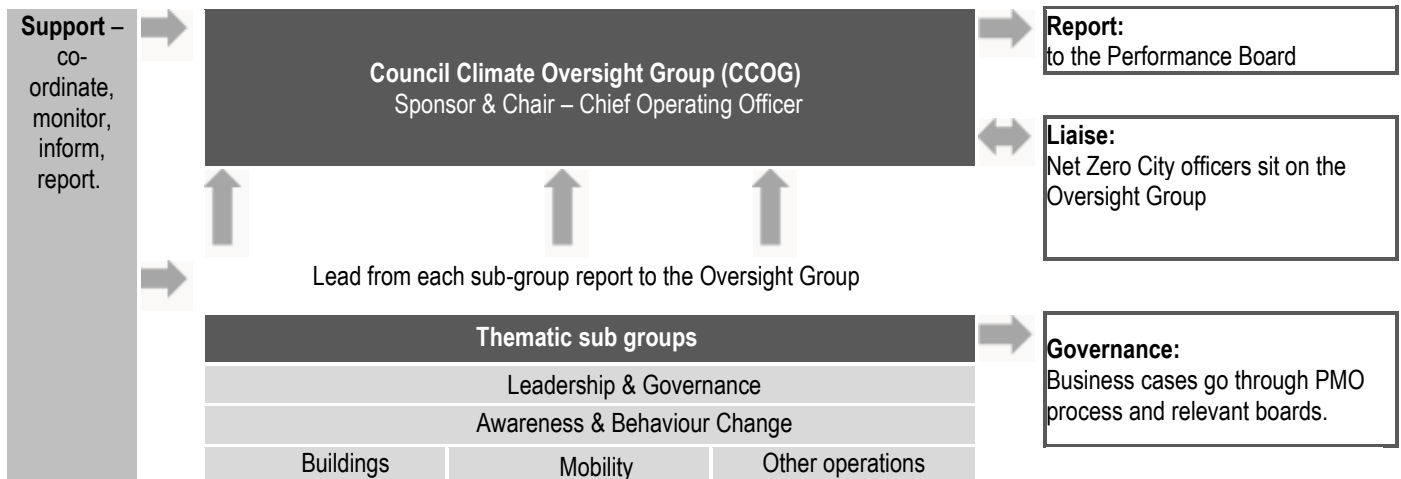 Support –
co-
ordinate,
monitor,
inform,
report.
Council Climate Oversight Group (CCOG)
Sponsor & Chair – Chief Operating Officer
Report:
to the Performance Board
Liaise:
Net Zero City officers sit on the
Oversight Group
Lead from each sub-group report to the Oversight Group
Thematic sub groups
Leadership & Governance
Awareness & Behaviour Change
Buildings
Mobility
Other operations
Governance:
Business cases go through PMO
process and relevant boards.